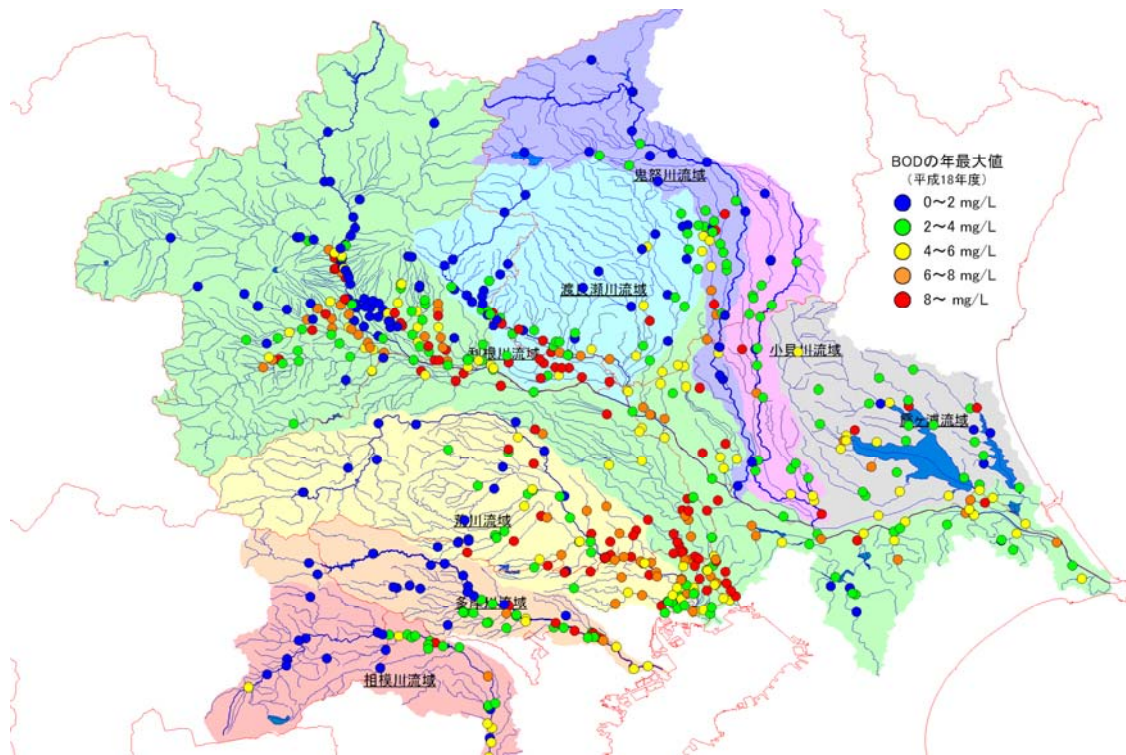 BODの年最大値
（平成18年度）
0～2 mg/L
2～4 mg/L
4～6 mg/L
6～8 mg/L
8～ mg/L
鬼怒川流域
渡良瀬川流域
利根川流域
小貝川流域
霞ヶ浦流域
荒川流域
多摩川流域
相模川流域